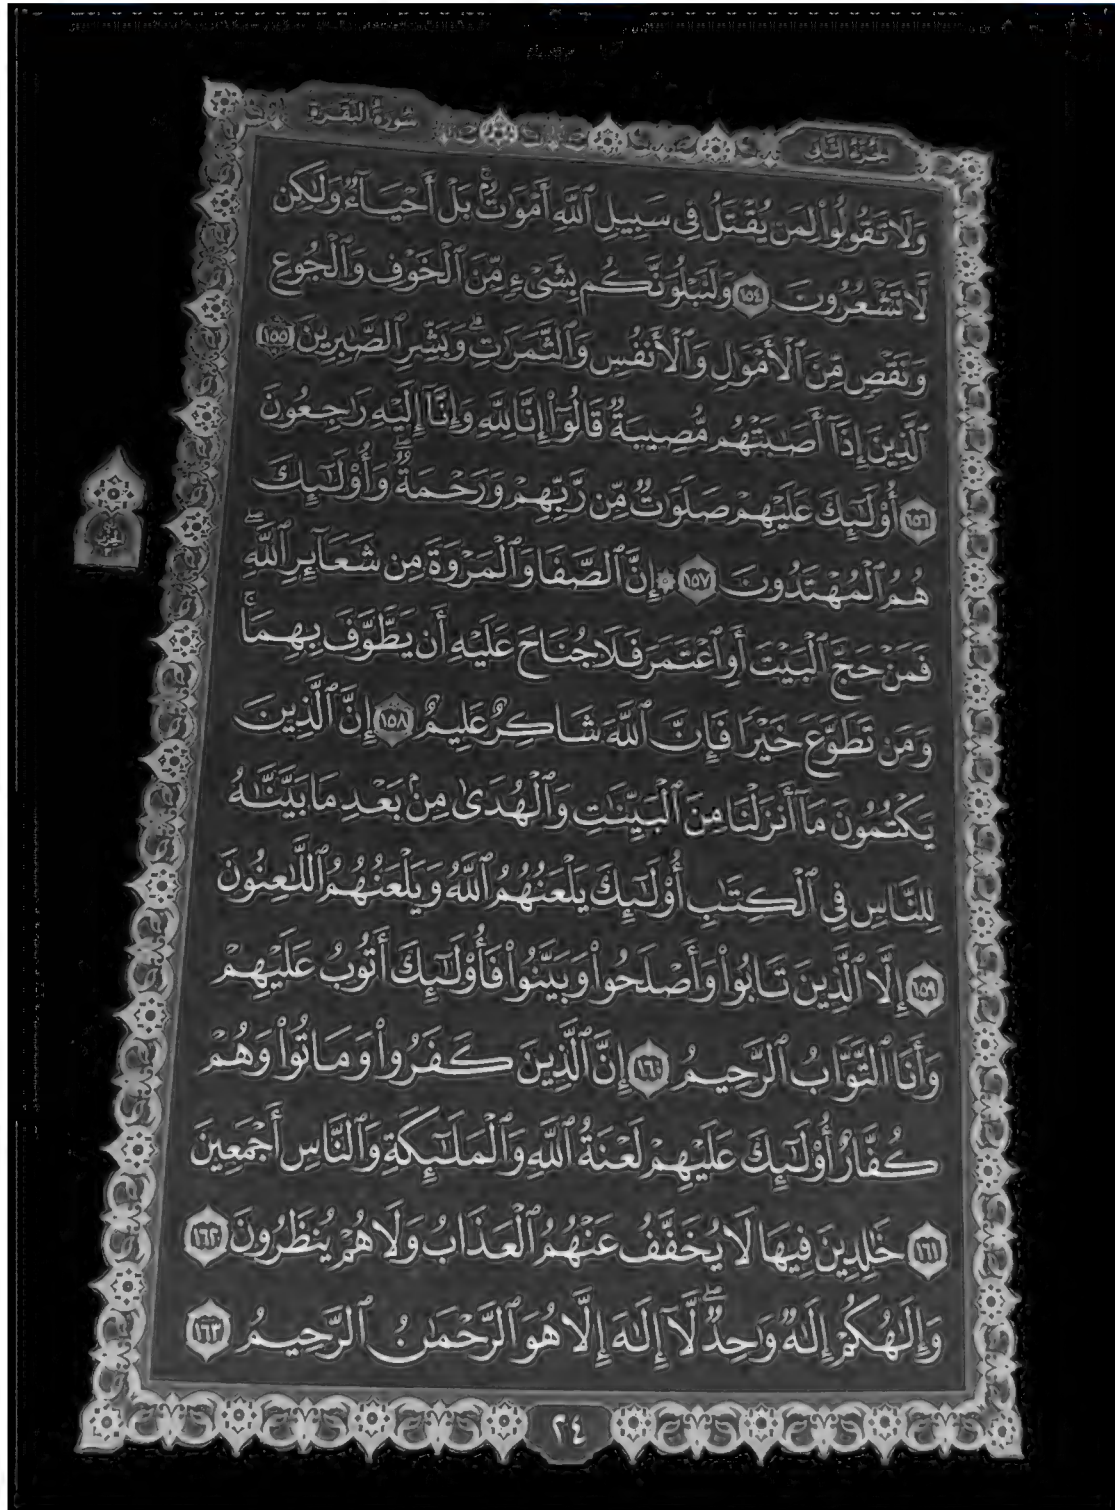 الجزء الثاني
سورة البقرة
وَلَا تَقُولُوا۟ لِمَن يُقْتَلُ فِى سَبِيلِ ٱللَّهِ أَمْوَٰتٌۢ ۚ بَلْ أَحْيَآءٌ وَلَٰكِن
لَّا تَشْعُرُونَ ١٥٤ وَلَنَبْلُوَنَّكُم بِشَىْءٍ مِّنَ ٱلْخَوْفِ وَٱلْجُوعِ
وَنَقْصٍ مِّنَ ٱلْأَمْوَٰلِ وَٱلْأَنفُسِ وَٱلثَّمَرَٰتِ ۗ وَبَشِّرِ ٱلصَّٰبِرِينَ ١٥٥
ٱلَّذِينَ إِذَآ أَصَٰبَتْهُم مُّصِيبَةٌ قَالُوٓا۟ إِنَّا لِلَّهِ وَإِنَّآ إِلَيْهِ رَٰجِعُونَ
١٥٦ أُو۟لَٰٓئِكَ عَلَيْهِمْ صَلَوَٰتٌ مِّن رَّبِّهِمْ وَرَحْمَةٌ ۖ وَأُو۟لَٰٓئِكَ
هُمُ ٱلْمُهْتَدُونَ ١٥٧ ۞ إِنَّ ٱلصَّفَا وَٱلْمَرْوَةَ مِن شَعَآئِرِ ٱللَّهِ ۖ
فَمَنْ حَجَّ ٱلْبَيْتَ أَوِ ٱعْتَمَرَ فَلَا جُنَاحَ عَلَيْهِ أَن يَطَّوَّفَ بِهِمَا ۚ
وَمَن تَطَوَّعَ خَيْرًا فَإِنَّ ٱللَّهَ شَاكِرٌ عَلِيمٌ ١٥٨ إِنَّ ٱلَّذِينَ
يَكْتُمُونَ مَآ أَنزَلْنَا مِنَ ٱلْبَيِّنَٰتِ وَٱلْهُدَىٰ مِنۢ بَعْدِ مَا بَيَّنَّٰهُ
لِلنَّاسِ فِى ٱلْكِتَٰبِ أُو۟لَٰٓئِكَ يَلْعَنُهُمُ ٱللَّهُ وَيَلْعَنُهُمُ ٱللَّٰعِنُونَ
١٥٩ إِلَّا ٱلَّذِينَ تَابُوا۟ وَأَصْلَحُوا۟ وَبَيَّنُوا۟ فَأُو۟لَٰٓئِكَ أَتُوبُ عَلَيْهِمْ
وَأَنَا ٱلتَّوَّابُ ٱلرَّحِيمُ ١٦٠ إِنَّ ٱلَّذِينَ كَفَرُوا۟ وَمَاتُوا۟ وَهُمْ
كُفَّارٌ أُو۟لَٰٓئِكَ عَلَيْهِمْ لَعْنَةُ ٱللَّهِ وَٱلْمَلَٰٓئِكَةِ وَٱلنَّاسِ أَجْمَعِينَ
١٦١ خَٰلِدِينَ فِيهَا لَا يُخَفَّفُ عَنْهُمُ ٱلْعَذَابُ وَلَا هُمْ يُنظَرُونَ ١٦٢
وَإِلَٰهُكُمْ إِلَٰهٌ وَٰحِدٌ ۖ لَّآ إِلَٰهَ إِلَّا هُوَ ٱلرَّحْمَٰنُ ٱلرَّحِيمُ ١٦٣
٢٤